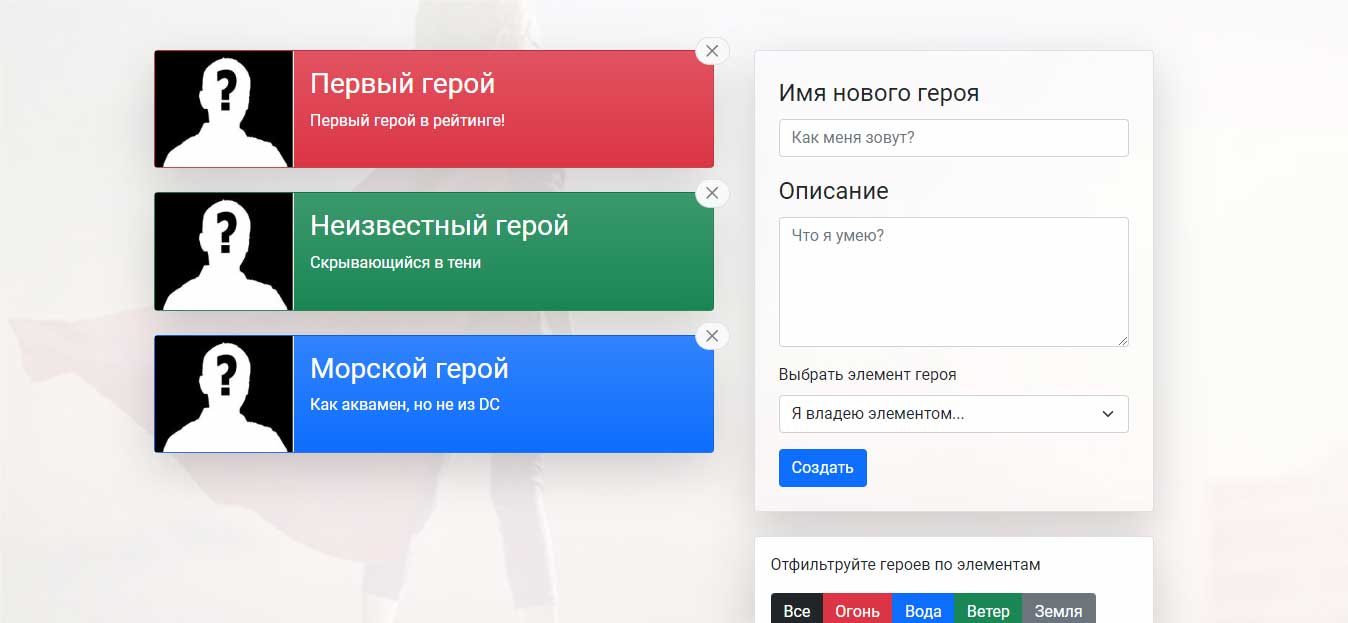 Первый герой
Первый герой в рейтинге!
Неизвестный герой
Скрывающийся в тени
Морской герой
Как аквамен, но не из DC
Имя нового героя
Как меня зовут?
Описание
Что я умею?
Выбрать элемент героя
Я владею элементом...
Создать
Отфильтруйте героев по элементам
Все Огонь Вода Ветер Земля